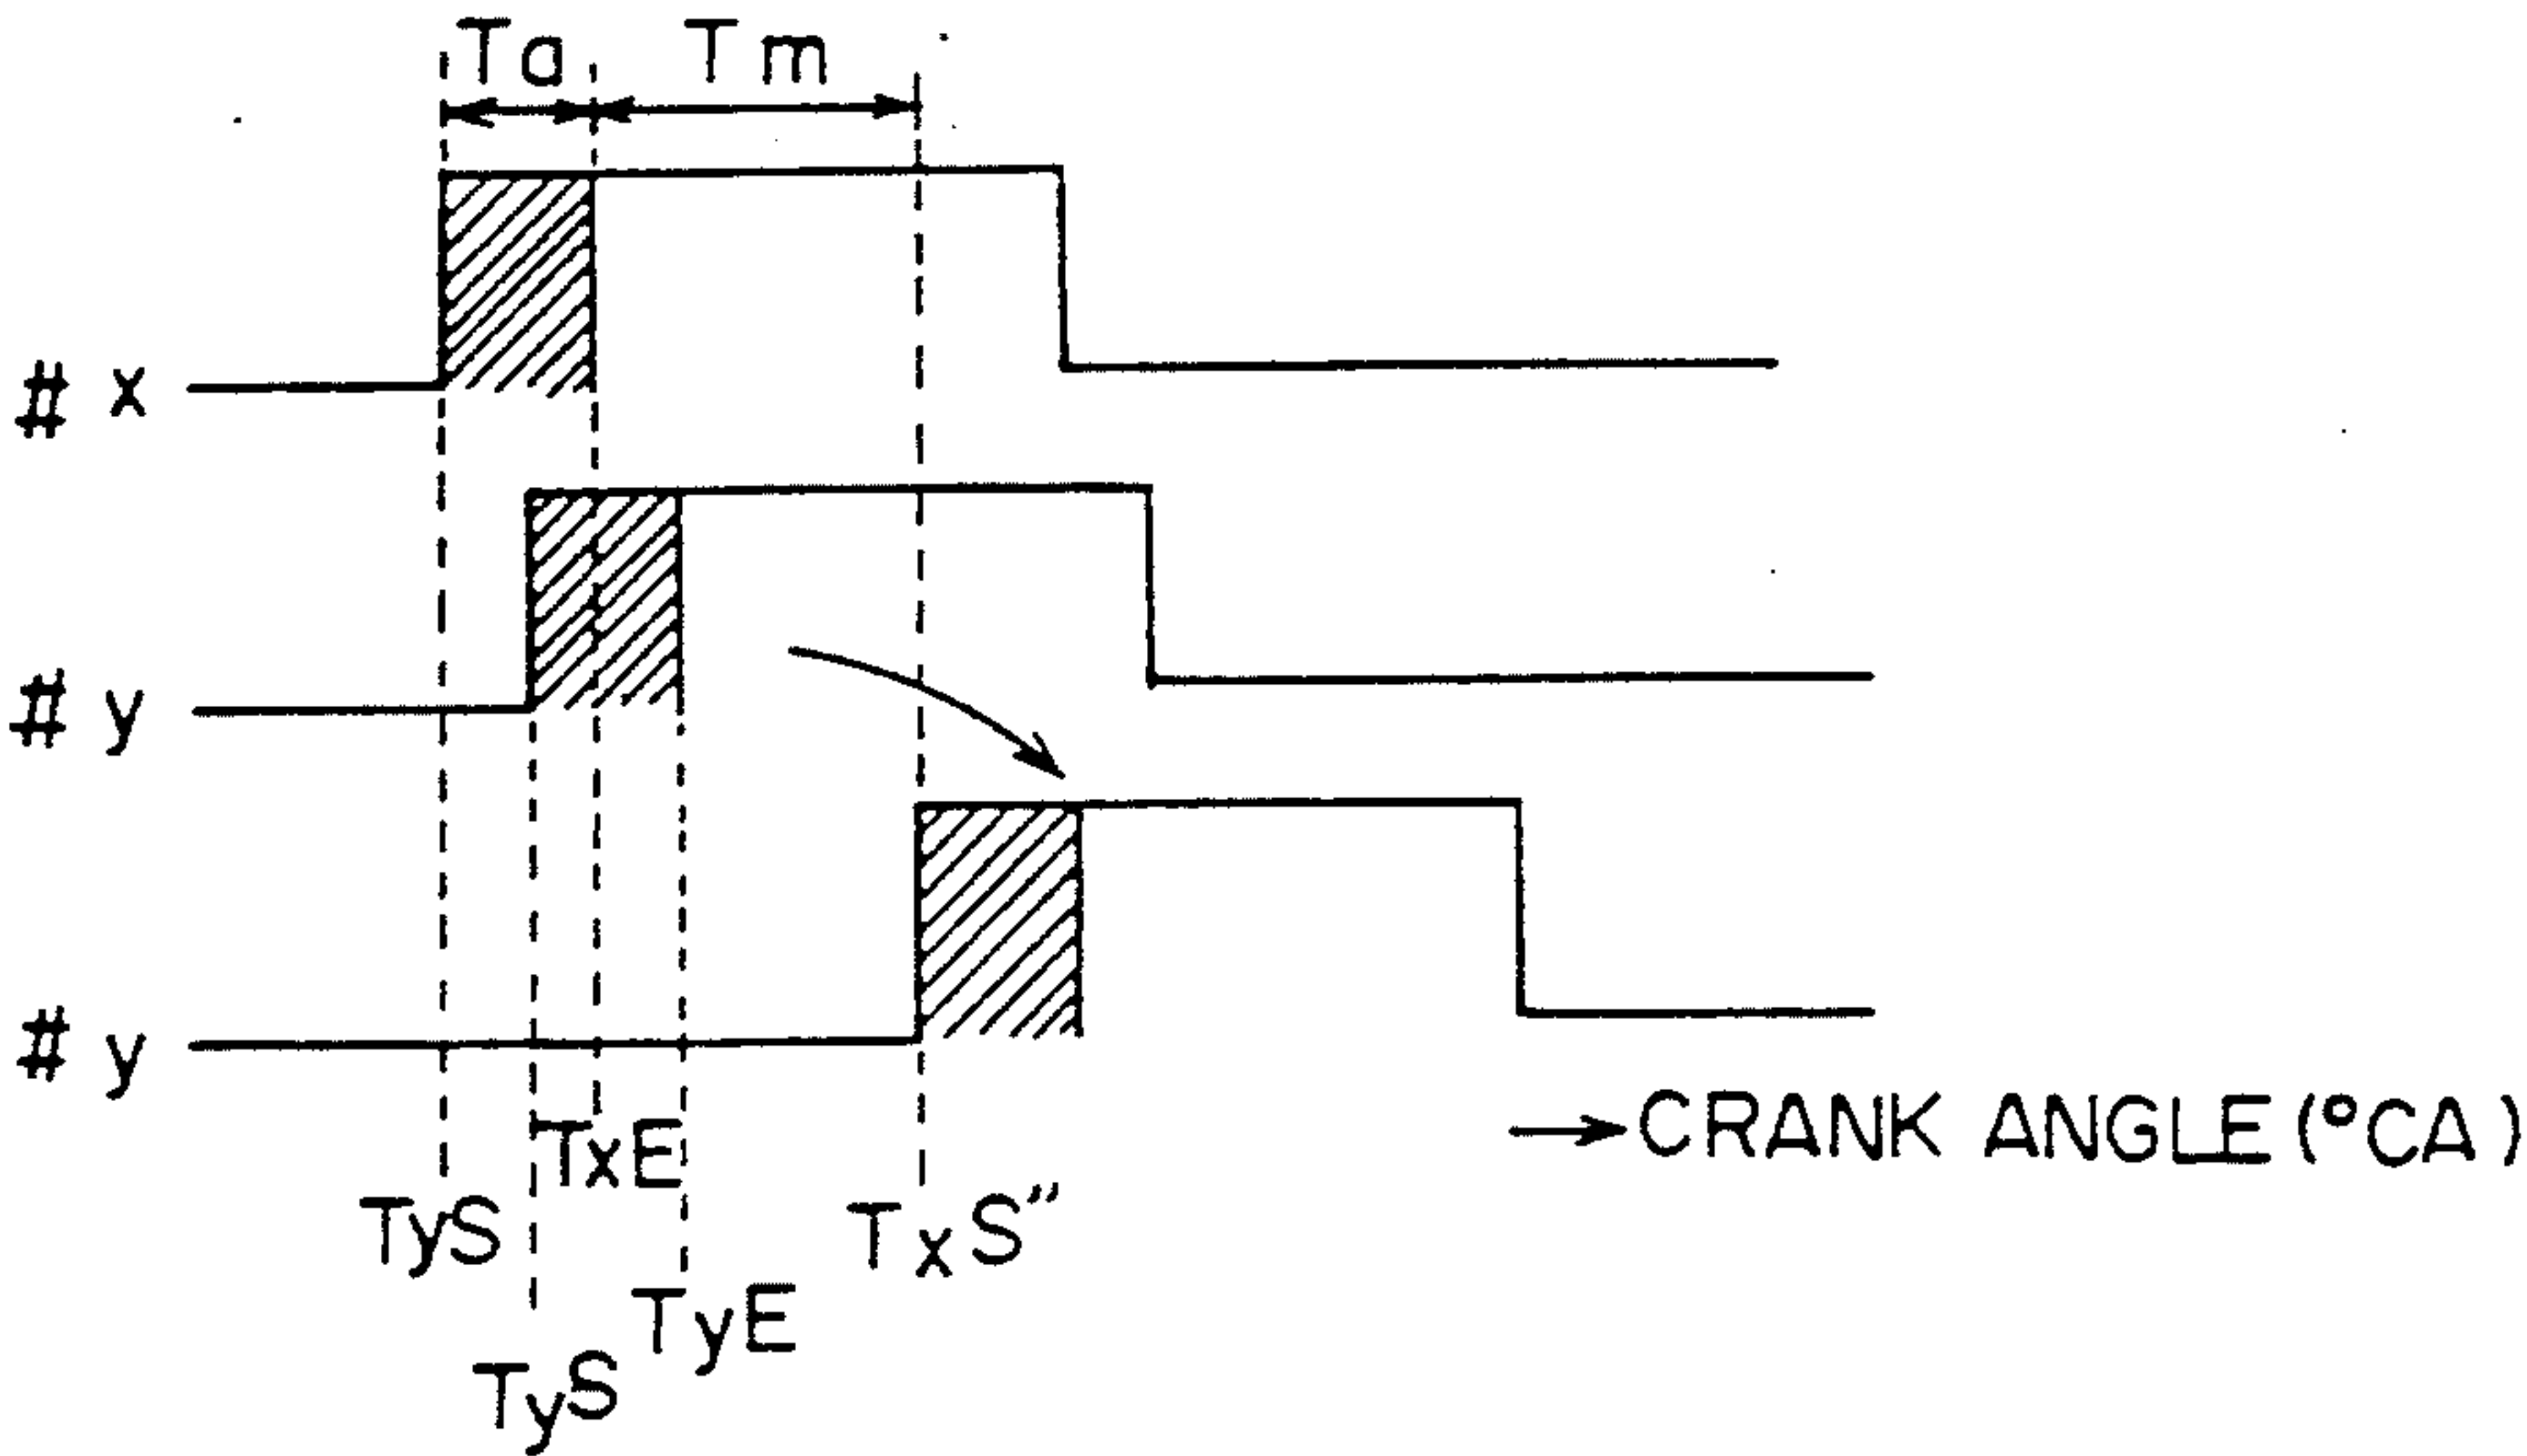 Ta
Tm
# x
# y
# y
→CRANK ANGLE (°CA)
TxE
TyS
TxS"
TyE
TyS